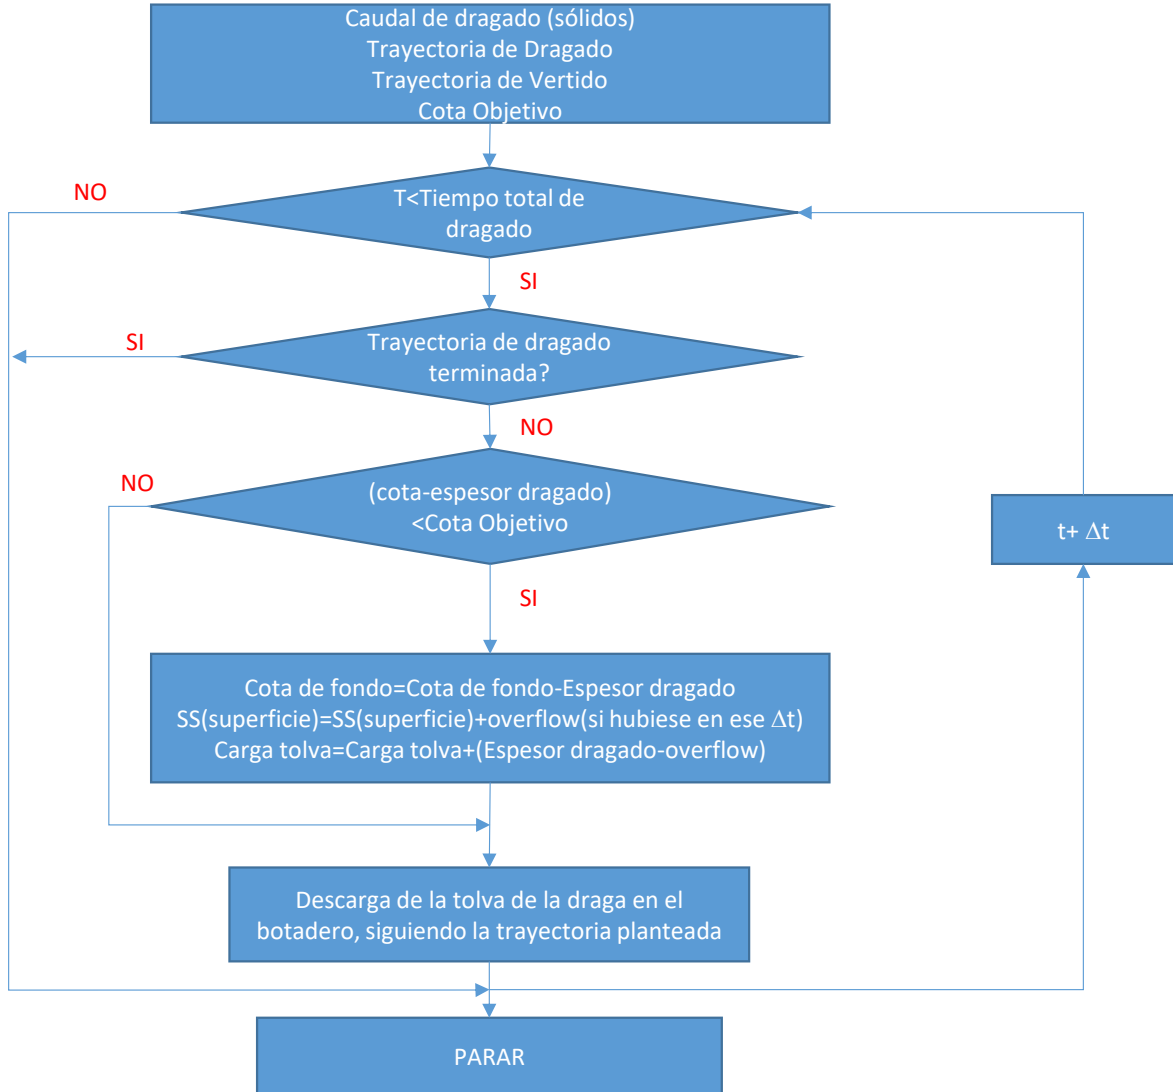 Caudal de dragado (sólidos)
Trayectoria de Dragado
Trayectoria de Vertido
Cota Objetivo
NO
T<Tiempo total de
dragado
SI
SI
Trayectoria de dragado
terminada?
NO
NO
(cota-espesor dragado)
<Cota Objetivo
t+ Δt
SI
Cota de fondo=Cota de fondo-Espesor dragado
SS(superficie)=SS(superficie)+overflow(si hubiese en ese Δt)
Carga tolva=Carga tolva+(Espesor dragado-overflow)
Descarga de la tolva de la draga en el
botadero, siguiendo la trayectoria planteada
PARAR